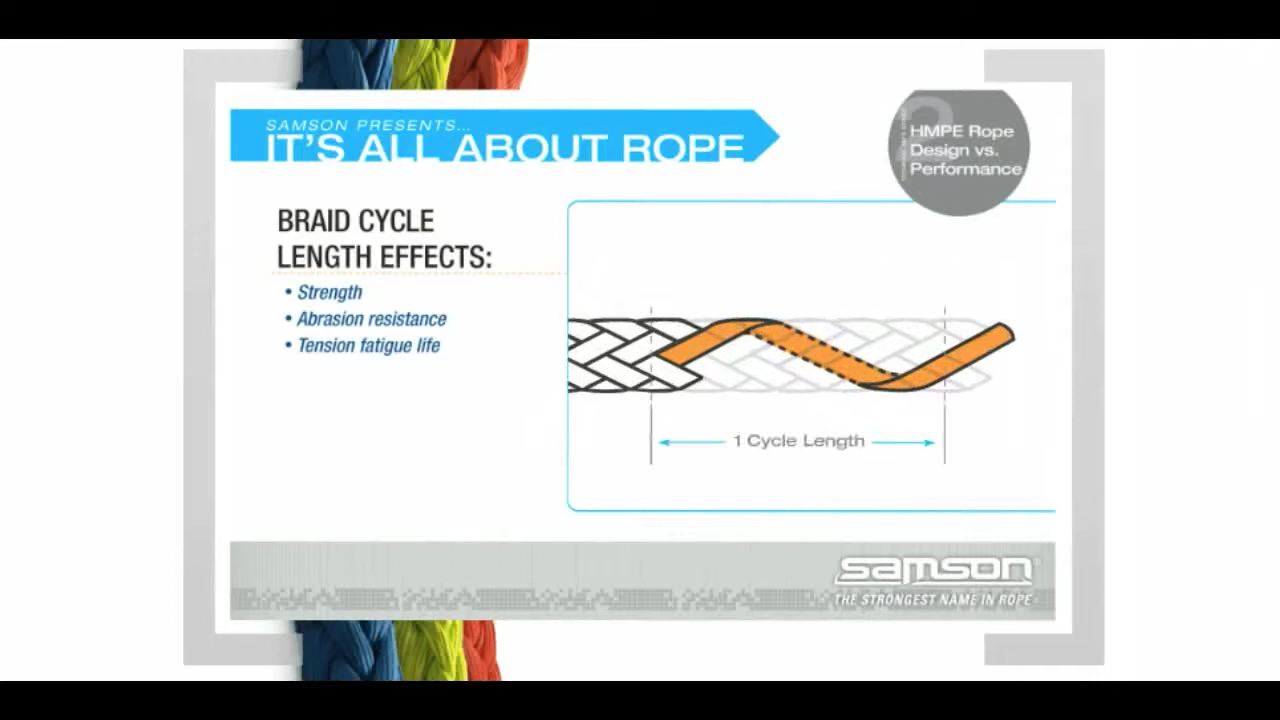 SAMSON PRESENTS...
IT'S ALL ABOUT ROPE
HMPE Rope
Design vs.
Performance
BRAID CYCLE
LENGTH EFFECTS:
• Strength
• Abrasion resistance
• Tension fatigue life
1 Cycle Length
samson
THE STRONGEST NAME IN ROPE